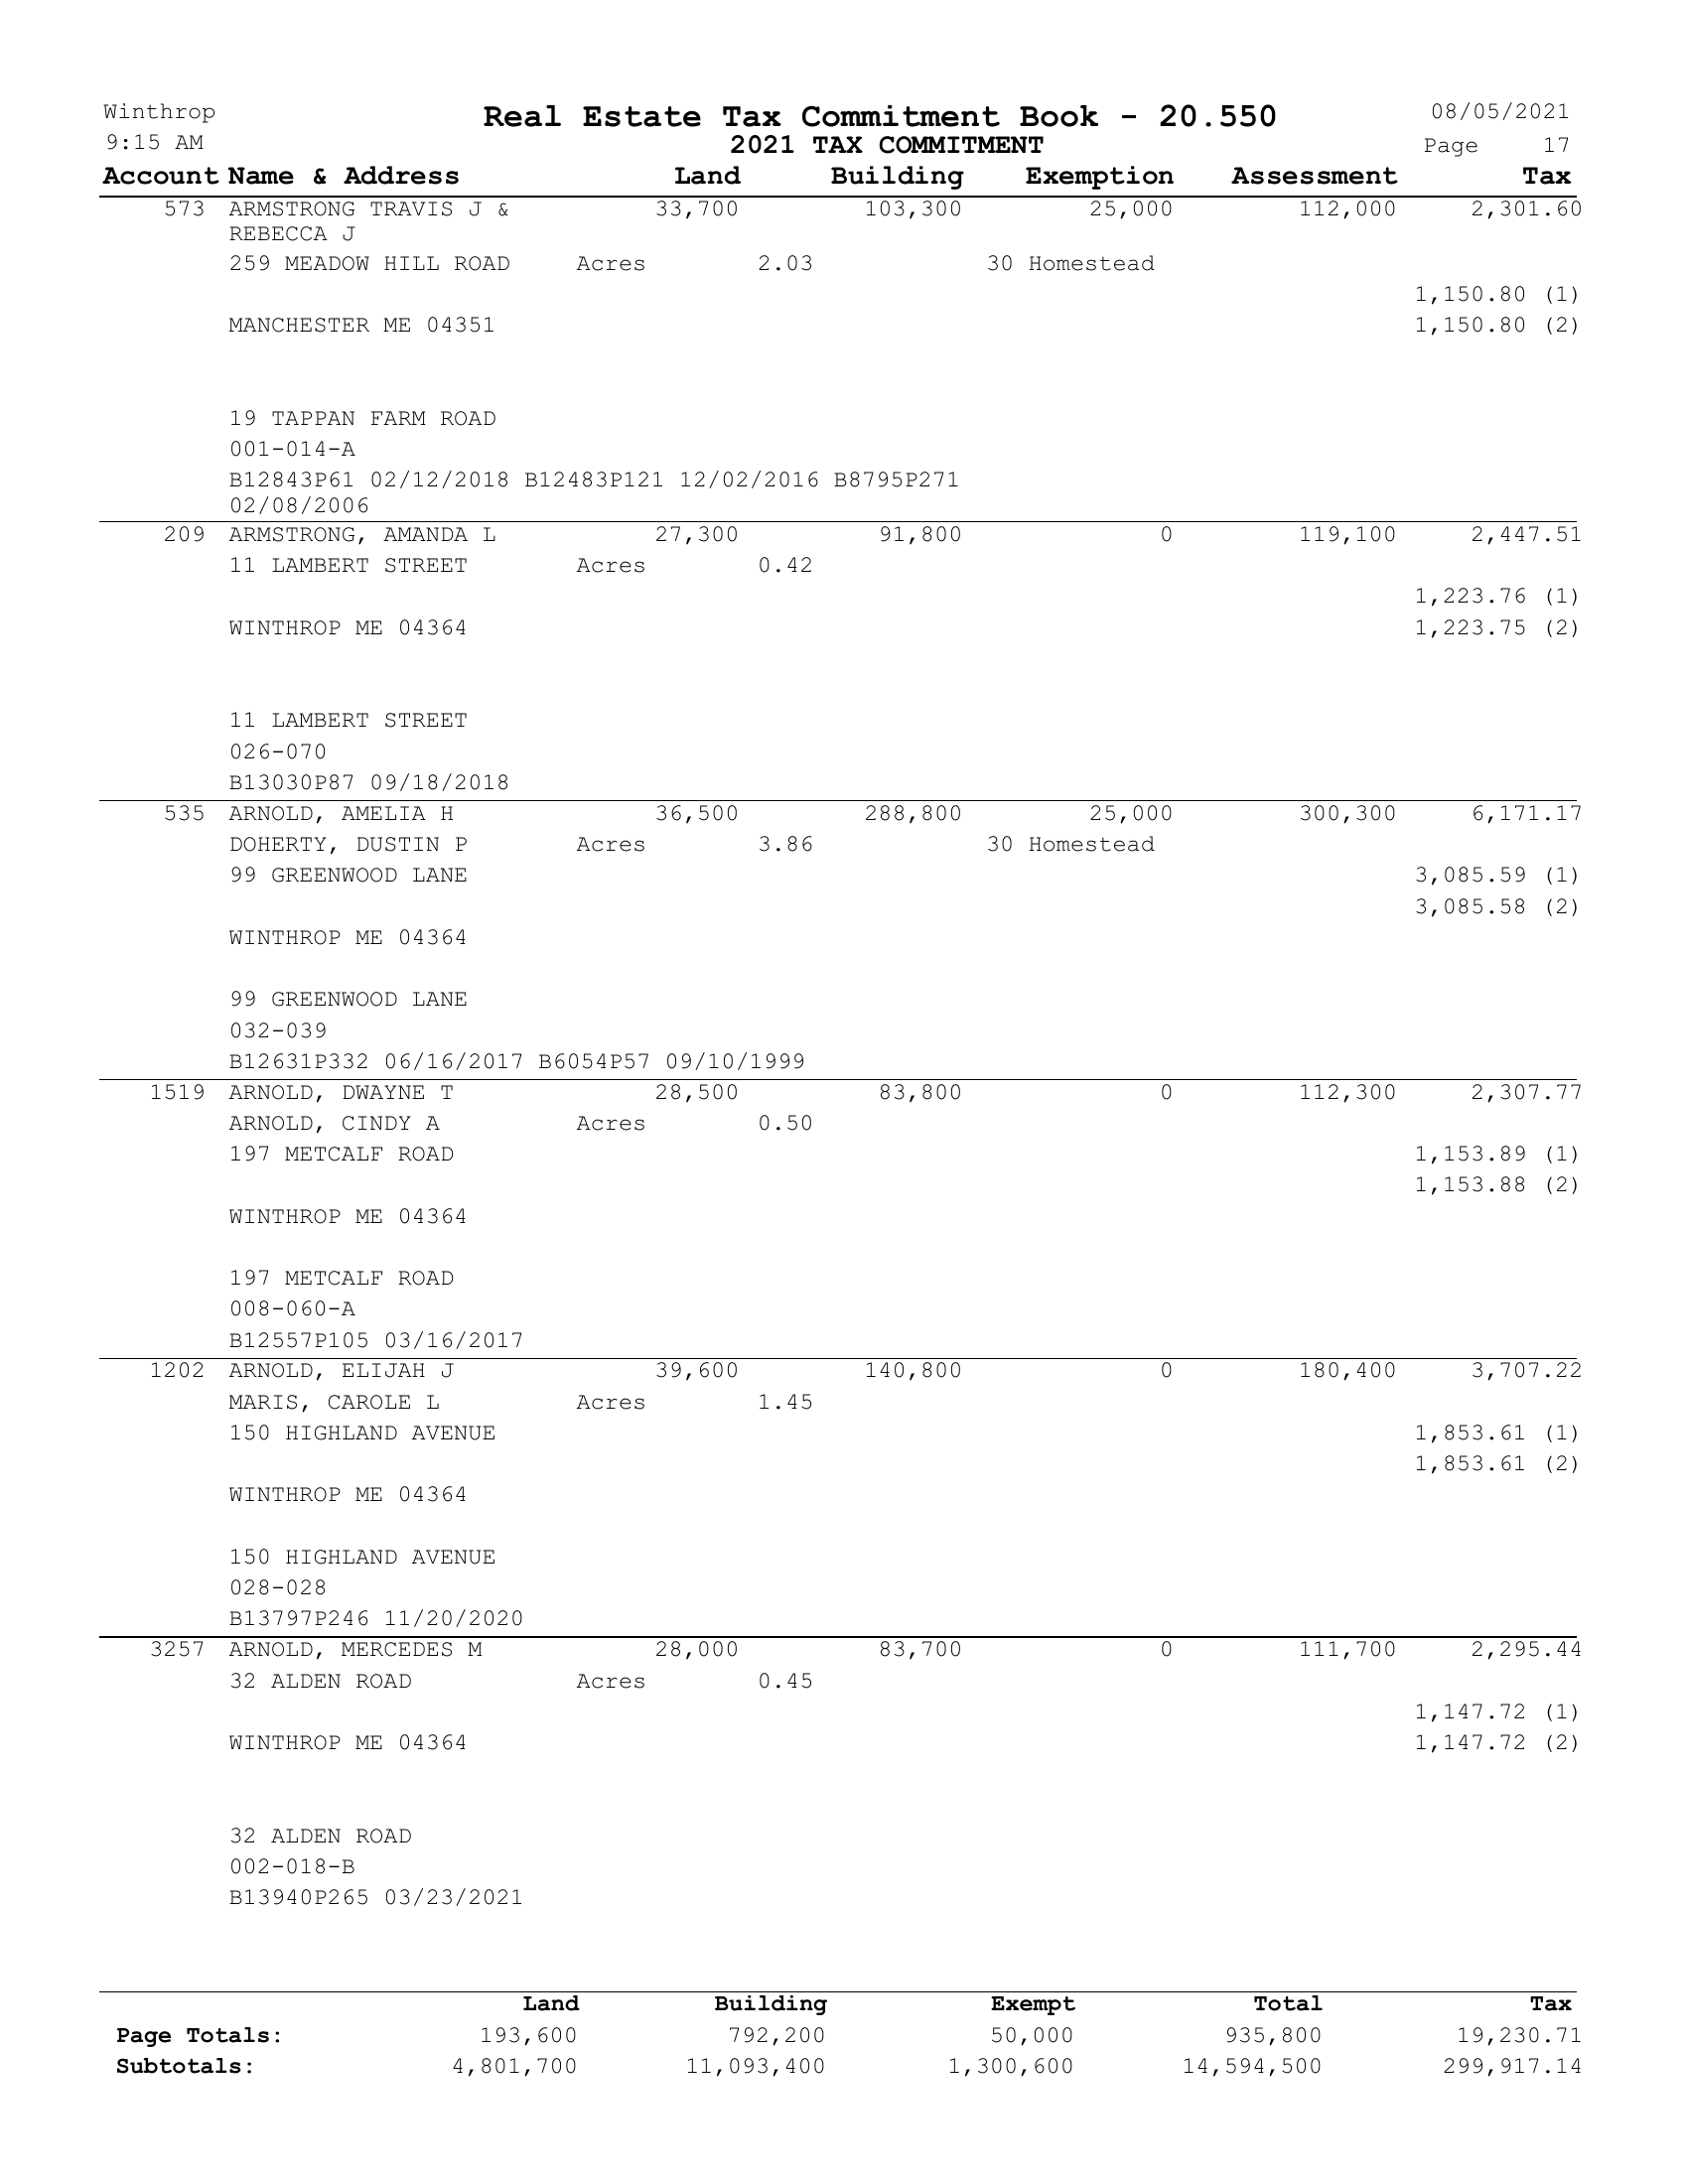 Winthrop Real Estate Tax Commitment Book - 20.550 08/05/2021
9:15 AM 2021 TAX COMMITMENT Page 17
Account Name & Address Land Building Exemption Assessment Tax
573 ARMSTRONG TRAVIS J & 33,700 103,300 25,000 112,000 2,301.60
REBECCA J
259 MEADOW HILL ROAD Acres 2.03 30 Homestead
1,150.80 (1)
MANCHESTER ME 04351 1,150.80 (2)
19 TAPPAN FARM ROAD
001-014-A
B12843P61 02/12/2018 B12483P121 12/02/2016 B8795P271
02/08/2006
209 ARMSTRONG, AMANDA L 27,300 91,800 0 119,100 2,447.51
11 LAMBERT STREET Acres 0.42
1,223.76 (1)
WINTHROP ME 04364 1,223.75 (2)
11 LAMBERT STREET
026-070
B13030P87 09/18/2018
535 ARNOLD, AMELIA H 36,500 288,800 25,000 300,300 6,171.17
DOHERTY, DUSTIN P Acres 3.86 30 Homestead
99 GREENWOOD LANE 3,085.59 (1)
3,085.58 (2)
WINTHROP ME 04364
99 GREENWOOD LANE
032-039
B12631P332 06/16/2017 B6054P57 09/10/1999
1519 ARNOLD, DWAYNE T 28,500 83,800 0 112,300 2,307.77
ARNOLD, CINDY A Acres 0.50
197 METCALF ROAD 1,153.89 (1)
1,153.88 (2)
WINTHROP ME 04364
197 METCALF ROAD
008-060-A
B12557P105 03/16/2017
1202 ARNOLD, ELIJAH J 39,600 140,800 0 180,400 3,707.22
MARIS, CAROLE L Acres 1.45
150 HIGHLAND AVENUE 1,853.61 (1)
1,853.61 (2)
WINTHROP ME 04364
150 HIGHLAND AVENUE
028-028
B13797P246 11/20/2020
3257 ARNOLD, MERCEDES M 28,000 83,700 0 111,700 2,295.44
32 ALDEN ROAD Acres 0.45
1,147.72 (1)
WINTHROP ME 04364 1,147.72 (2)
32 ALDEN ROAD
002-018-B
B13940P265 03/23/2021
Land Building Exempt Total Tax
Page Totals: 193,600 792,200 50,000 935,800 19,230.71
Subtotals: 4,801,700 11,093,400 1,300,600 14,594,500 299,917.14